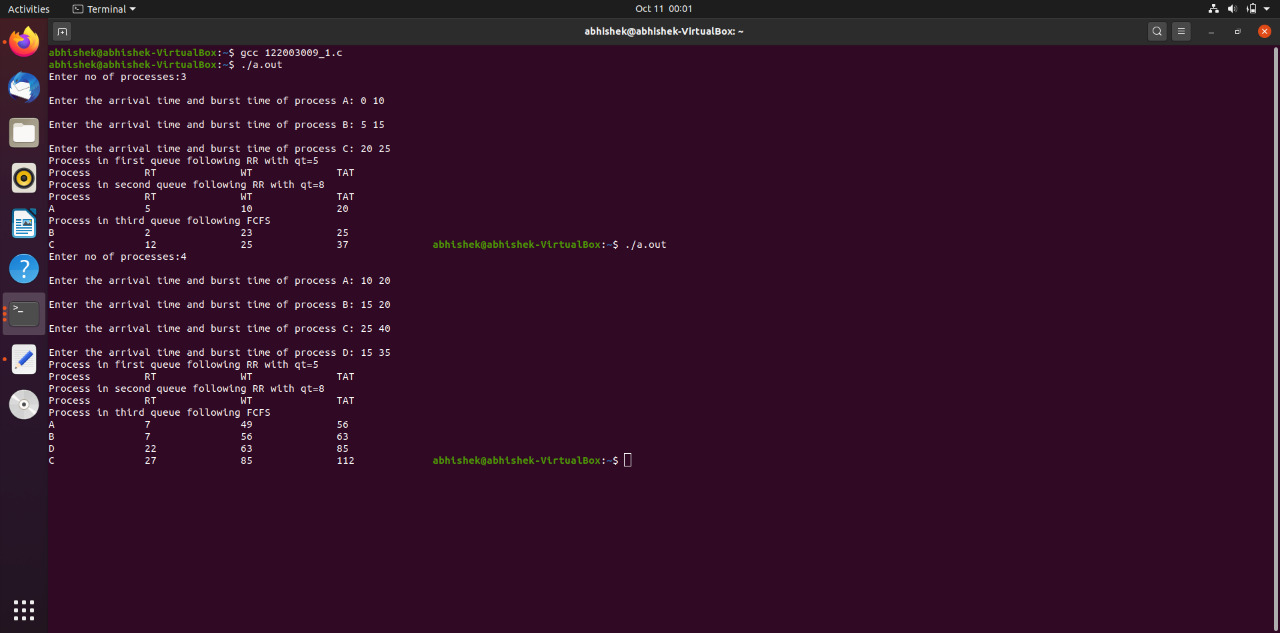 Activities Terminal Oct 11 00:01
abhishek@abhishek-VirtualBox: ~
abhishek@abhishek-VirtualBox:~$ gcc 122003009_1.c
abhishek@abhishek-VirtualBox:~$ ./a.out
Enter no of processes:3
Enter the arrival time and burst time of process A: 0 10
Enter the arrival time and burst time of process B: 5 15
Enter the arrival time and burst time of process C: 20 25
Process in first queue following RR with qt=5
Process RT WT TAT
Process in second queue following RR with qt=8
Process RT WT TAT
A 5 10 20
Process in third queue following FCFS
B 2 23 25
C 12 25 37 abhishek@abhishek-VirtualBox:~$ ./a.out
Enter no of processes:4
Enter the arrival time and burst time of process A: 10 20
Enter the arrival time and burst time of process B: 15 20
Enter the arrival time and burst time of process C: 25 40
Enter the arrival time and burst time of process D: 15 35
Process in first queue following RR with qt=5
Process RT WT TAT
Process in second queue following RR with qt=8
Process RT WT TAT
Process in third queue following FCFS
A 7 49 56
B 7 56 63
D 22 63 85
C 27 85 112 abhishek@abhishek-VirtualBox:~$